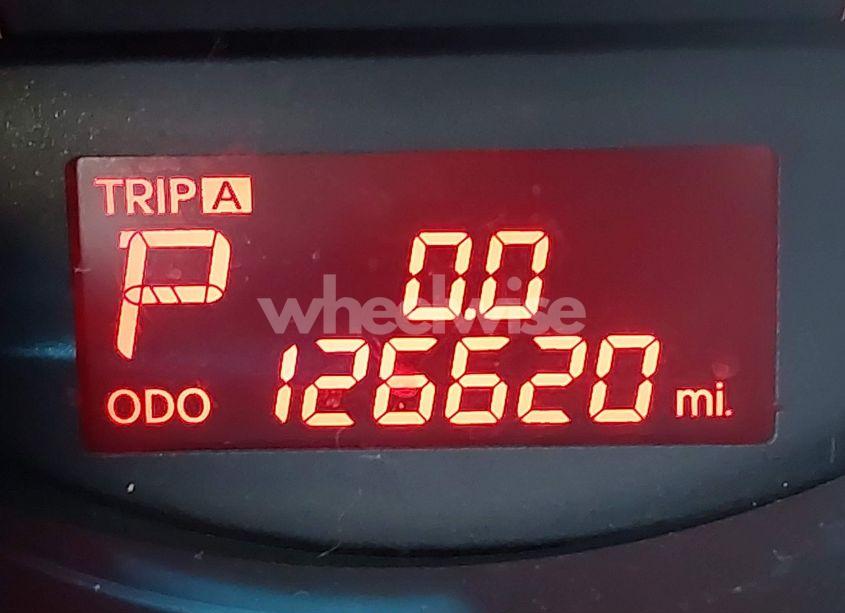 TRIP A
P 0.0
wheelwise
ODO 126620 mi.